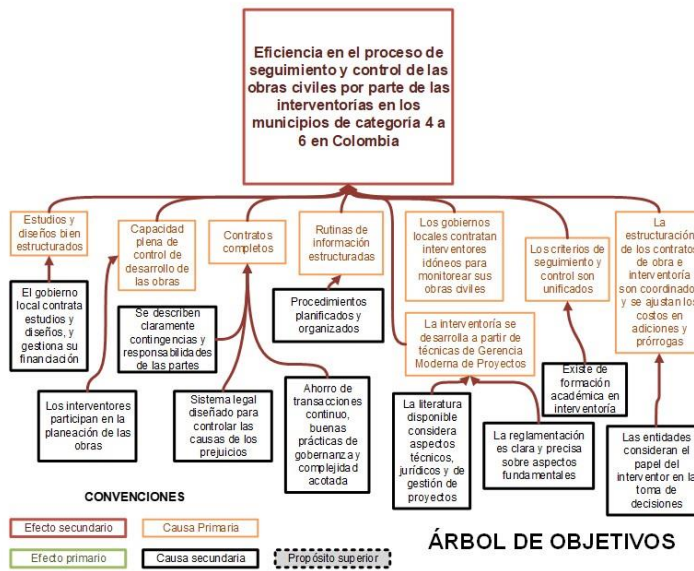 Eficiencia en el proceso de
seguimiento y control de las
obras civiles por parte de las
interventorías en los
municipios de categoría 4 a
6 en Colombia
Estudios y
diseños bien
estructurados
Capacidad
plena de
control de
desarrollo de
las obras
Contratos
completos
Rutinas de
información
estructuradas
Los gobiernos
locales contratan
interventores
idóneos para
monitorear sus
obras civiles
Los criterios de
seguimiento y
control son
unificados
La
estructuración
de los contratos
de obra e
interventoría
son coordinados
y se ajustan los
costos en
adiciones y
prórrogas
El gobierno
local contrata
estudios y
diseños, y
gestiona su
financiación
Se describen
claramente
contingencias y
responsabilidades
de las partes
Procedimientos
planificados y
organizados
La interventoría se
desarrolla a partir de
técnicas de Gerencia
Moderna de Proyectos
Existe de
formación
académica en
interventoría
Los interventores
participan en la
planeación de las
obras
Sistema legal
diseñado para
controlar las
causas de los
prejuicios
Ahorro de
transacciones
continuo,
buenas
prácticas de
gobernanza y
complejidad
acotada
La literatura
disponible
considera
aspectos
técnicos,
jurídicos y de
gestión de
proyectos
La reglamentación
es clara y precisa
sobre aspectos
fundamentales
Las entidades
consideran el
papel del
interventor en la
toma de
decisiones
CONVENCIONES
Efecto secundario
Causa Primaria
Efecto primario
Causa secundaria
Propósito superior
ÁRBOL DE OBJETIVOS